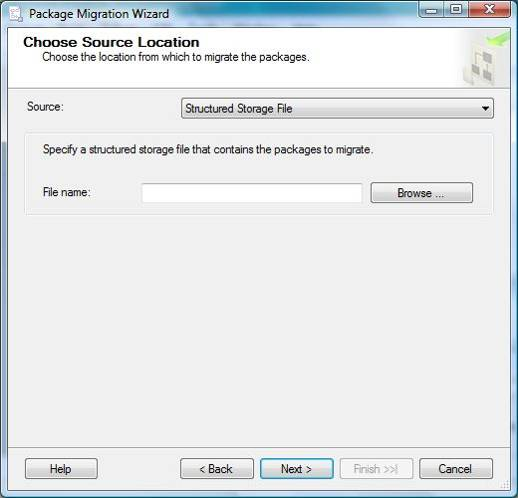 Package Migration Wizard
Choose Source Location
Choose the location from which to migrate the packages.
Source: Structured Storage File
Specify a structured storage file that contains the packages to migrate.
File name: Browse ...
Help < Back Next > Finish >>| Cancel